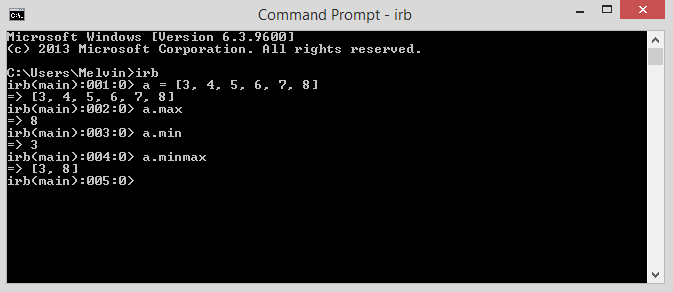 Command Prompt - irb
Microsoft Windows [Version 6.3.9600]
(c) 2013 Microsoft Corporation. All rights reserved.
C:\Users\Melvin>irb
irb(main):001:0> a = [3, 4, 5, 6, 7, 8]
=> [3, 4, 5, 6, 7, 8]
irb(main):002:0> a.max
=> 8
irb(main):003:0> a.min
=> 3
irb(main):004:0> a.minmax
=> [3, 8]
irb(main):005:0>